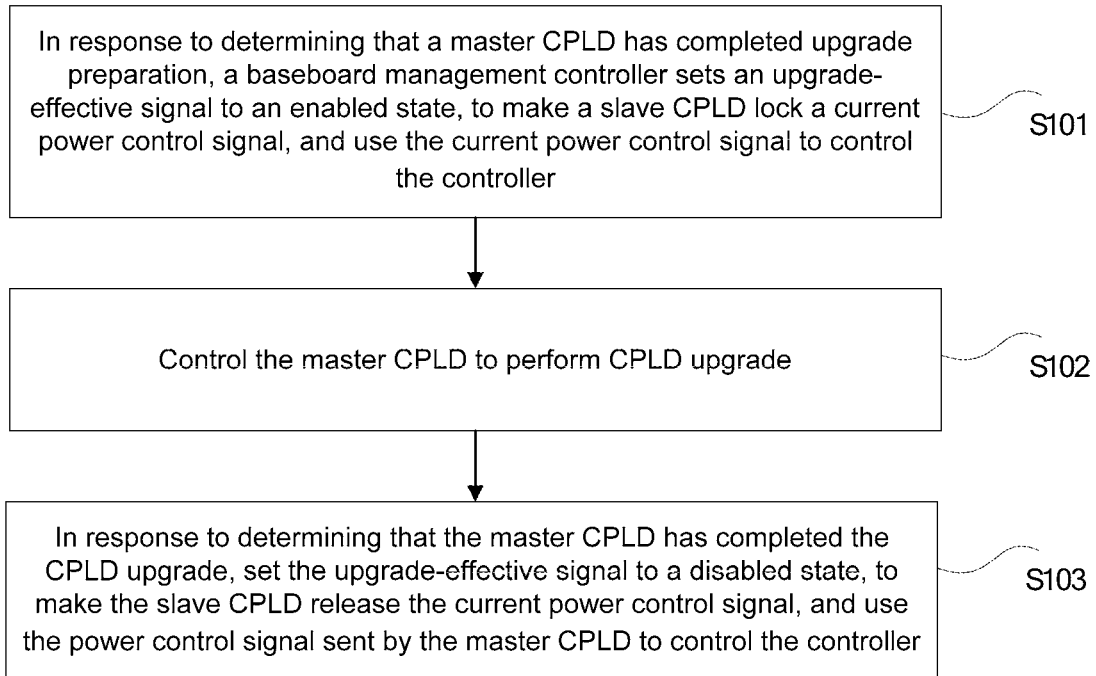 In response to determining that a master CPLD has completed upgrade
preparation, a baseboard management controller sets an upgrade-
effective signal to an enabled state, to make a slave CPLD lock a current
power control signal, and use the current power control signal to control
the controller
S101
Control the master CPLD to perform CPLD upgrade
S102
In response to determining that the master CPLD has completed the
CPLD upgrade, set the upgrade-effective signal to a disabled state, to
make the slave CPLD release the current power control signal, and use
the power control signal sent by the master CPLD to control the controller
S103